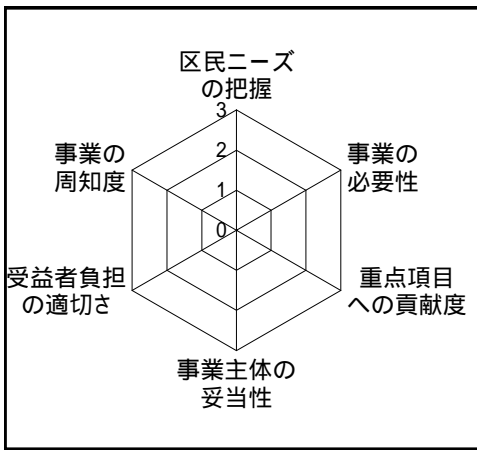 区民ニーズ
の把握
3
2
1
0
事業の
必要性
重点項目
への貢献度
事業主体の
妥当性
受益者負担
の適切さ
事業の
周知度